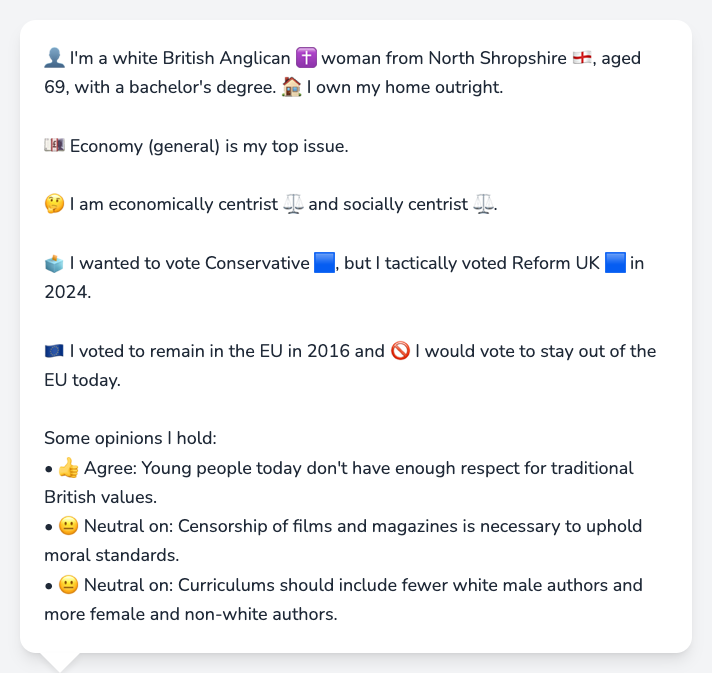 👤 I'm a white British Anglican ✝️ woman from North Shropshire 🏴󠁧󠁢󠁥󠁮󠁧󠁿, aged
69, with a bachelor's degree. 🏠 I own my home outright.
💷 Economy (general) is my top issue.
🤔 I am economically centrist ⚖️ and socially centrist ⚖️.
🗳️ I wanted to vote Conservative 🟦, but I tactically voted Reform UK 🟦 in
2024.
🇪🇺 I voted to remain in the EU in 2016 and 🚫 I would vote to stay out of the
EU today.
Some opinions I hold:
• 👍 Agree: Young people today don't have enough respect for traditional
British values.
• 😐 Neutral on: Censorship of films and magazines is necessary to uphold
moral standards.
• 😐 Neutral on: Curriculums should include fewer white male authors and
more female and non-white authors.